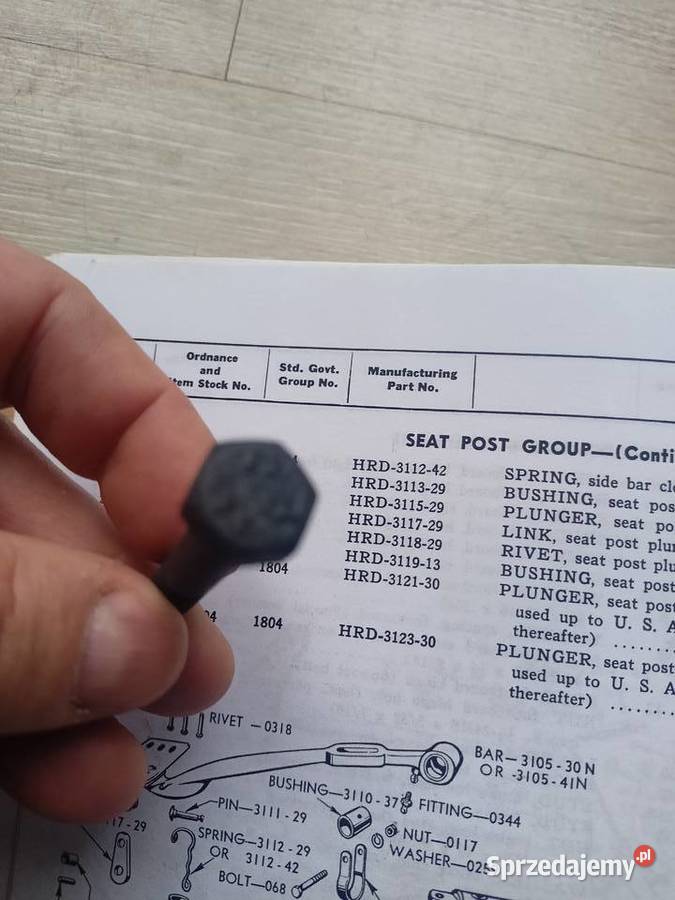 Ordnance
and
Item Stock No.
Std. Govt.
Group No.
Manufacturing
Part No.
SEAT POST GROUP—(Conti
HRD-3112-42 SPRING, side bar cl
HRD-3113-29 BUSHING, seat pos
HRD-3115-29 PLUNGER, seat po
HRD-3117-29 LINK, seat post plu
HRD-3118-29 RIVET, seat post plu
HRD-3119-13 BUSHING, seat post
1804 HRD-3121-30 PLUNGER, seat post
used up to U. S. A
thereafter)
04 1804 HRD-3123-30 PLUNGER, seat post
used up to U. S. A
thereafter)
RIVET—0318
BAR—3105-30N
OR -3105-41N
BUSHING—3110-37
PIN—3111-29
FITTING—0344
17-29
SPRING—3112-29
OR 3112-42
NUT—0117
WASHER—025
BOLT—068
Sprzedajemy.pl